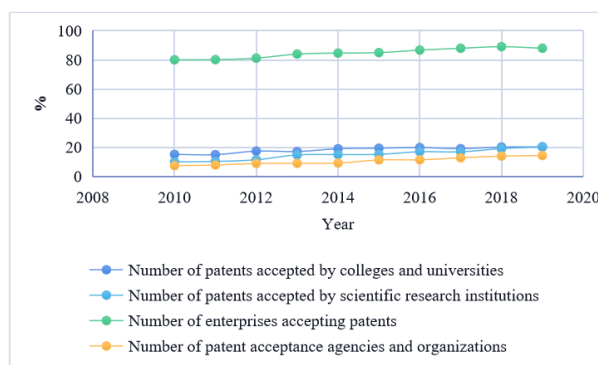 100
80
60
40
20
0
%
2008 2010 2012 2014 2016 2018 2020
Year
Number of patents accepted by colleges and universities
Number of patents accepted by scientific research institutions
Number of enterprises accepting patents
Number of patent acceptance agencies and organizations